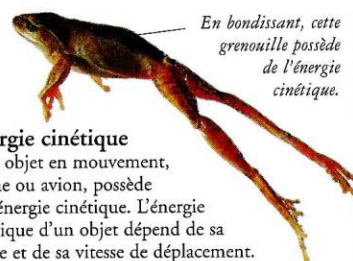 En bondissant, cette
grenouille possède
de l'énergie
cinétique.
rgie cinétique
objet en mouvement,
ou avion, possède
énergie cinétique. L'énergie
ique d'un objet dépend de sa
e et de sa vitesse de déplacement.